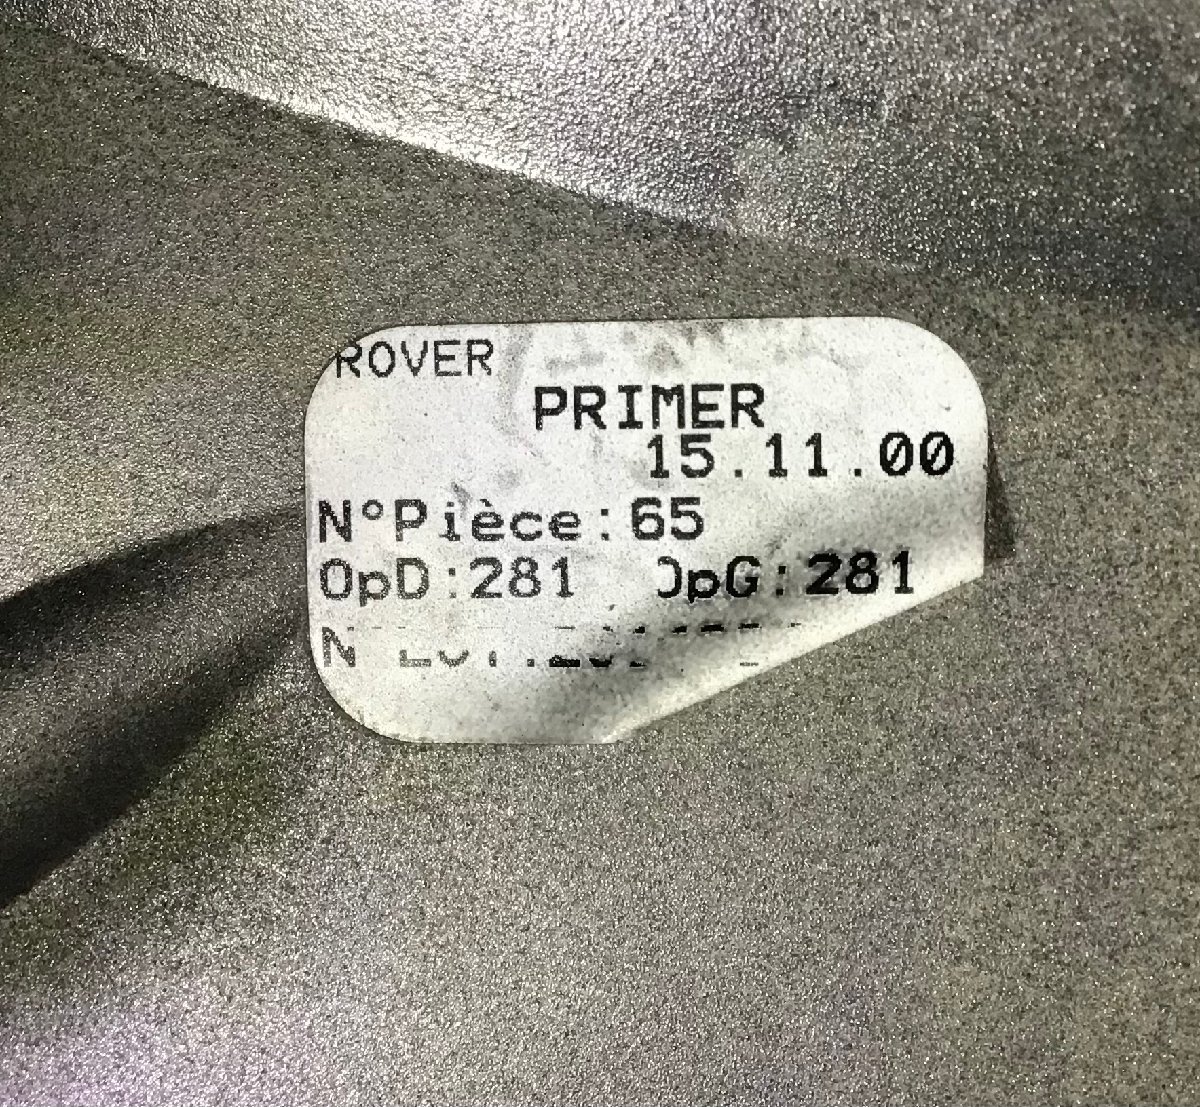 ROVER
PRIMER
15.11.00
N°Pièce:65
OpD:281 OpG:281